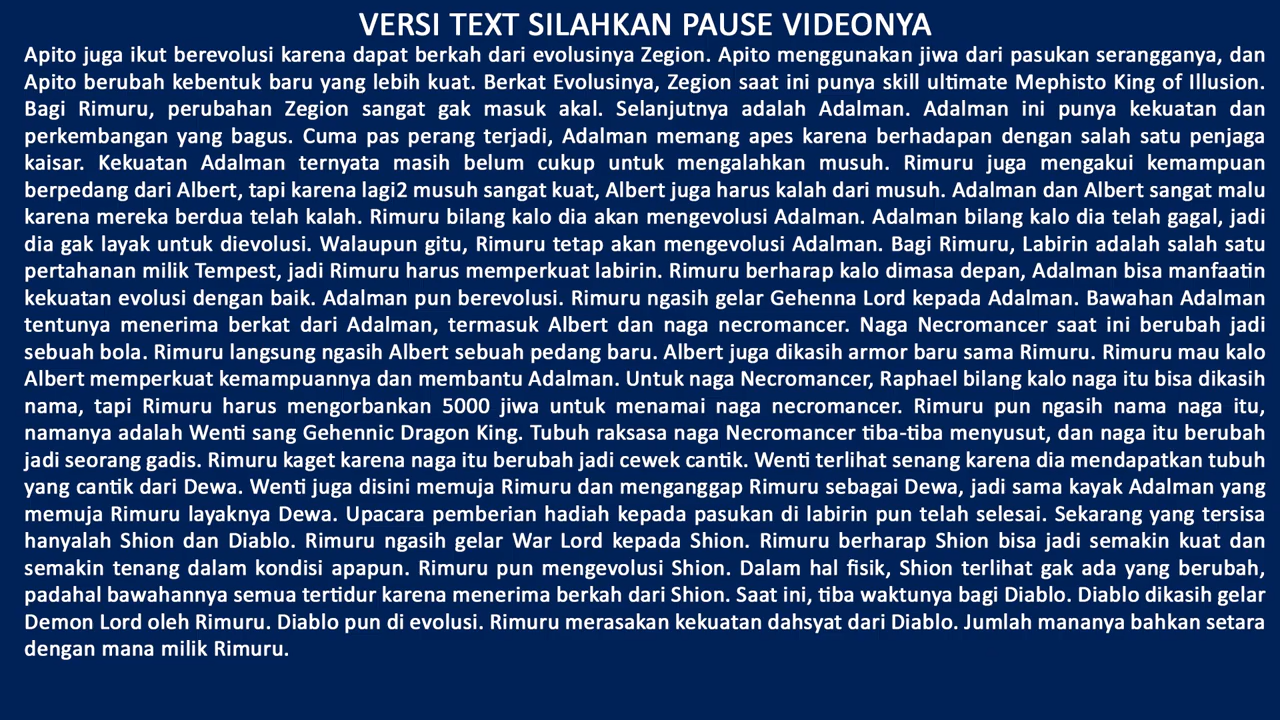 VERSI TEXT SILAHKAN PAUSE VIDEONYA
Apito juga ikut berevolusi karena dapat berkah dari evolusinya Zegion. Apito menggunakan jiwa dari pasukan serangganya, dan
Apito berubah kebentuk baru yang lebih kuat. Berkat Evolusinya, Zegion saat ini punya skill ultimate Mephisto King of Illusion.
Bagi Rimuru, perubahan Zegion sangat gak masuk akal. Selanjutnya adalah Adalman. Adalman ini punya kekuatan dan
perkembangan yang bagus. Cuma pas perang terjadi, Adalman memang apes karena berhadapan dengan salah satu penjaga
kaisar. Kekuatan Adalman ternyata masih belum cukup untuk mengalahkan musuh. Rimuru juga mengakui kemampuan
berpedang dari Albert, tapi karena lagi2 musuh sangat kuat, Albert juga harus kalah dari musuh. Adalman dan Albert sangat malu
karena mereka berdua telah kalah. Rimuru bilang kalo dia akan mengevolusi Adalman. Adalman bilang kalo dia telah gagal, jadi
dia gak layak untuk dievolusi. Walaupun gitu, Rimuru tetap akan mengevolusi Adalman. Bagi Rimuru, Labirin adalah salah satu
pertahanan milik Tempest, jadi Rimuru harus memperkuat labirin. Rimuru berharap kalo dimasa depan, Adalman bisa manfaatin
kekuatan evolusi dengan baik. Adalman pun berevolusi. Rimuru ngasih gelar Gehenna Lord kepada Adalman. Bawahan Adalman
tentunya menerima berkat dari Adalman, termasuk Albert dan naga necromancer. Naga Necromancer saat ini berubah jadi
sebuah bola. Rimuru langsung ngasih Albert sebuah pedang baru. Albert juga dikasih armor baru sama Rimuru. Rimuru mau kalo
Albert memperkuat kemampuannya dan membantu Adalman. Untuk naga Necromancer, Raphael bilang kalo naga itu bisa dikasih
nama, tapi Rimuru harus mengorbankan 5000 jiwa untuk menamai naga necromancer. Rimuru pun ngasih nama naga itu,
namanya adalah Wenti sang Gehennic Dragon King. Tubuh raksasa naga Necromancer tiba-tiba menyusut, dan naga itu berubah
jadi seorang gadis. Rimuru kaget karena naga itu berubah jadi cewek cantik. Wenti terlihat senang karena dia mendapatkan tubuh
yang cantik dari Dewa. Wenti juga disini memuja Rimuru dan menganggap Rimuru sebagai Dewa, jadi sama kayak Adalman yang
memuja Rimuru layaknya Dewa. Upacara pemberian hadiah kepada pasukan di labirin pun telah selesai. Sekarang yang tersisa
hanyalah Shion dan Diablo. Rimuru ngasih gelar War Lord kepada Shion. Rimuru berharap Shion bisa jadi semakin kuat dan
semakin tenang dalam kondisi apapun. Rimuru pun mengevolusi Shion. Dalam hal fisik, Shion terlihat gak ada yang berubah,
padahal bawahannya semua tertidur karena menerima berkah dari Shion. Saat ini, tiba waktunya bagi Diablo. Diablo dikasih gelar
Demon Lord oleh Rimuru. Diablo pun di evolusi. Rimuru merasakan kekuatan dahsyat dari Diablo. Jumlah mananya bahkan setara
dengan mana milik Rimuru.